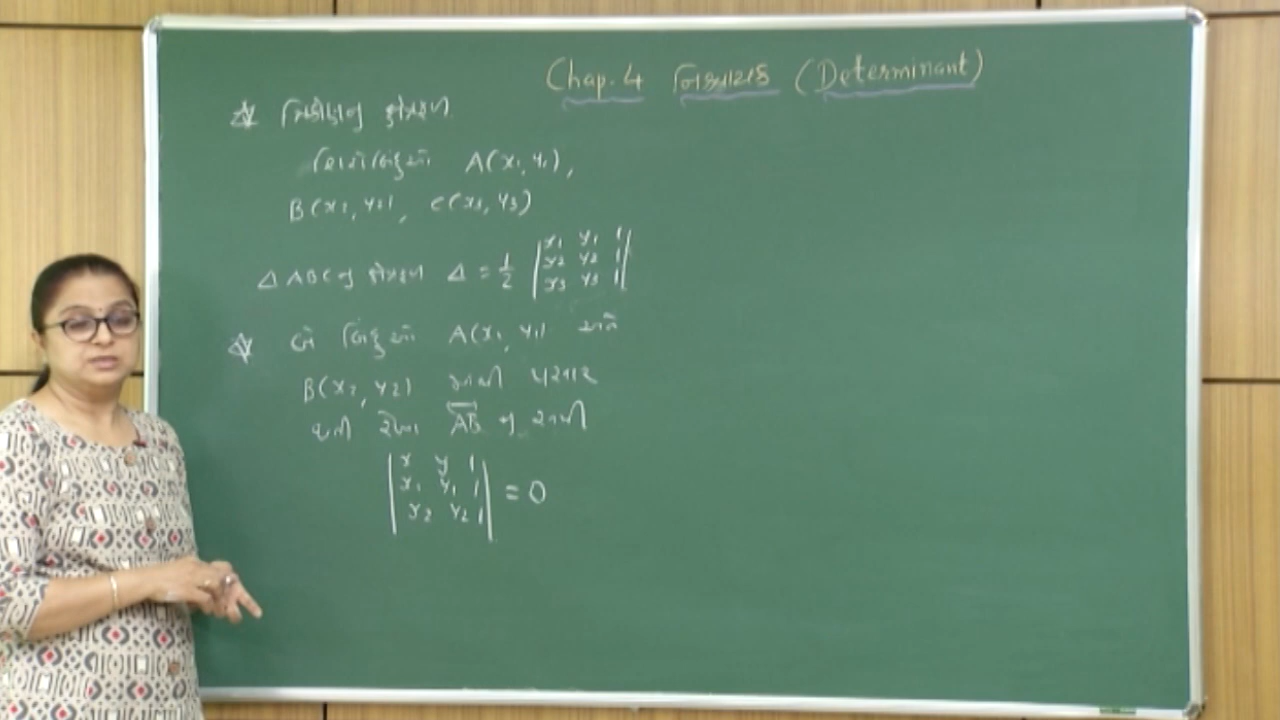 Chap. 4 નિશ્ચાયક (Determinant)
ત્રિકોણનું ક્ષેત્રફળ.
શિરોબિંદુઓ A(x₁, y₁),
B(x₂, y₂), C(x₃, y₃)
△ ABC નું ક્ષેત્રફળ Δ = 1/2 | x₁ y₁ 1
x₂ y₂ 1
x₃ y₃ 1 |
બે બિંદુઓ A(x₁, y₁) અને
B(x₂, y₂) માંથી પસાર
થતી રેખા AB નું સમી
| x y 1
x₁ y₁ 1
x₂ y₂ 1 | = 0